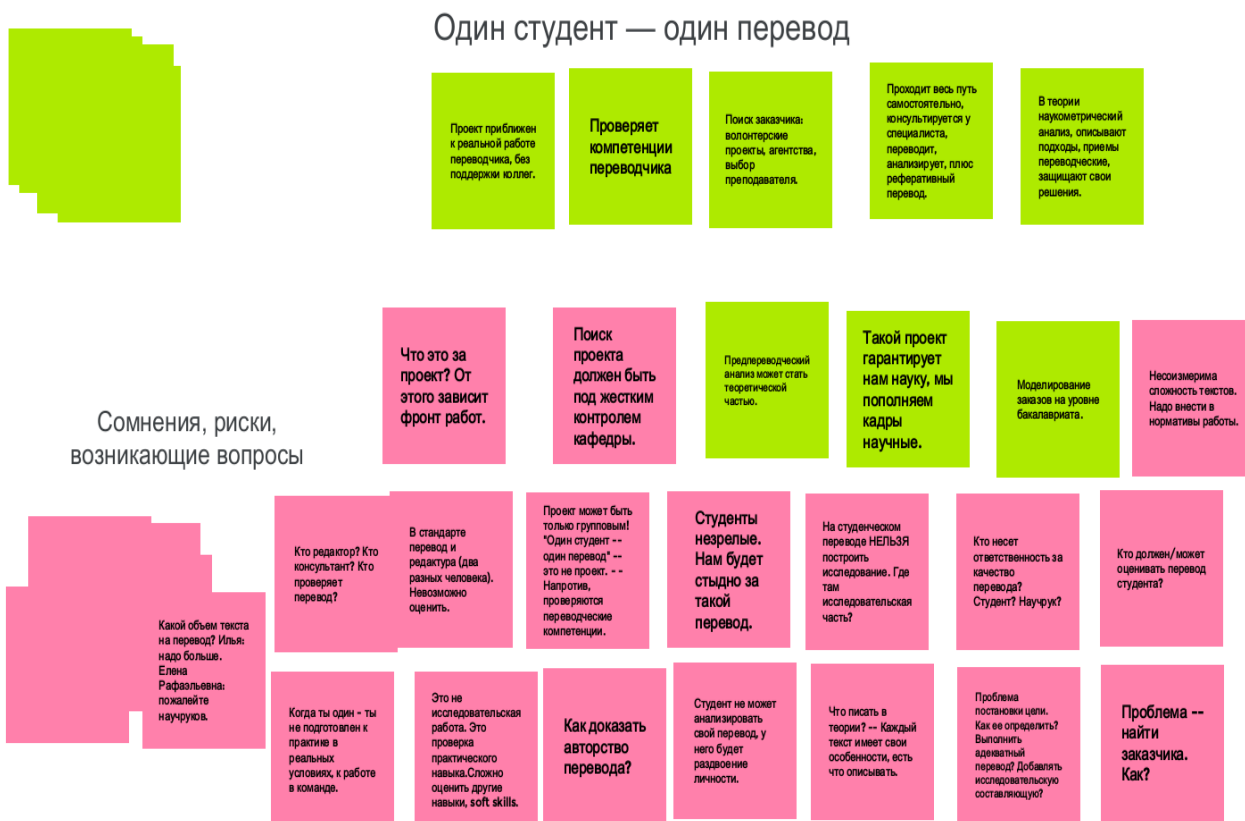 Один студент — один перевод
Проект приближен
к реальной работе
переводчика, без
поддержки коллег.
Проверяет
компетенции
переводчика
Поиск заказчика:
волонтерские
проекты, агентства,
выбор
преподавателя.
Проходит весь путь
самостоятельно,
консультируется у
специалиста,
переводит,
анализирует, плюс
реферативный
перевод.
В теории
наукометрический
анализ, описывают
подходы, приемы
переводческие,
защищают свои
решения.
Что это за
проект? От
этого зависит
фронт работ.
Поиск
проекта
должен быть
под жестким
контролем
кафедры.
Предпереводческий
анализ может стать
теоретической
частью.
Такой проект
гарантирует
нам науку, мы
пополняем
кадры
научные.
Моделирование
заказов на уровне
бакалавриата.
Несоизмерима
сложность текстов.
Надо внести в
нормативы работы.
Сомнения, риски,
возникающие вопросы
Кто редактор? Кто
консультант? Кто
проверяет
перевод?
В стандарте
перевод и
редактура (два
разных человека).
Невозможно
оценить.
Проект может быть
только групповым!
"Один студент --
один перевод" --
это не проект. - -
Напротив,
проверяются
переводческие
компетенции.
Студенты
незрелые.
Нам будет
стыдно за
такой
перевод.
На студенческом
переводе НЕЛЬЗЯ
построить
исследование. Где
там
исследовательская
часть?
Кто несет
ответственность за
качество
перевода?
Студент? Научрук?
Кто должен/может
оценивать перевод
студента?
Какой объем текста
на перевод? Илья:
надо больше.
Елена
Рафаэльевна:
пожалейте
научруков.
Когда ты один - ты
не подготовлен к
практике в
реальных
условиях, к работе
в команде.
Это не
исследовательская
работа. Это
проверка
практического
навыка.Сложно
оценить другие
навыки, soft skills.
Как доказать
авторство
перевода?
Студент не может
анализировать
свой перевод, у
него будет
раздвоение
личности.
Что писать в
теории? -- Каждый
текст имеет свои
особенности, есть
что описывать.
Проблема
постановки цели.
Как ее определить?
Выполнить
адекватный
перевод? Добавлять
исследовательскую
составляющую?
Проблема --
найти
заказчика.
Как?